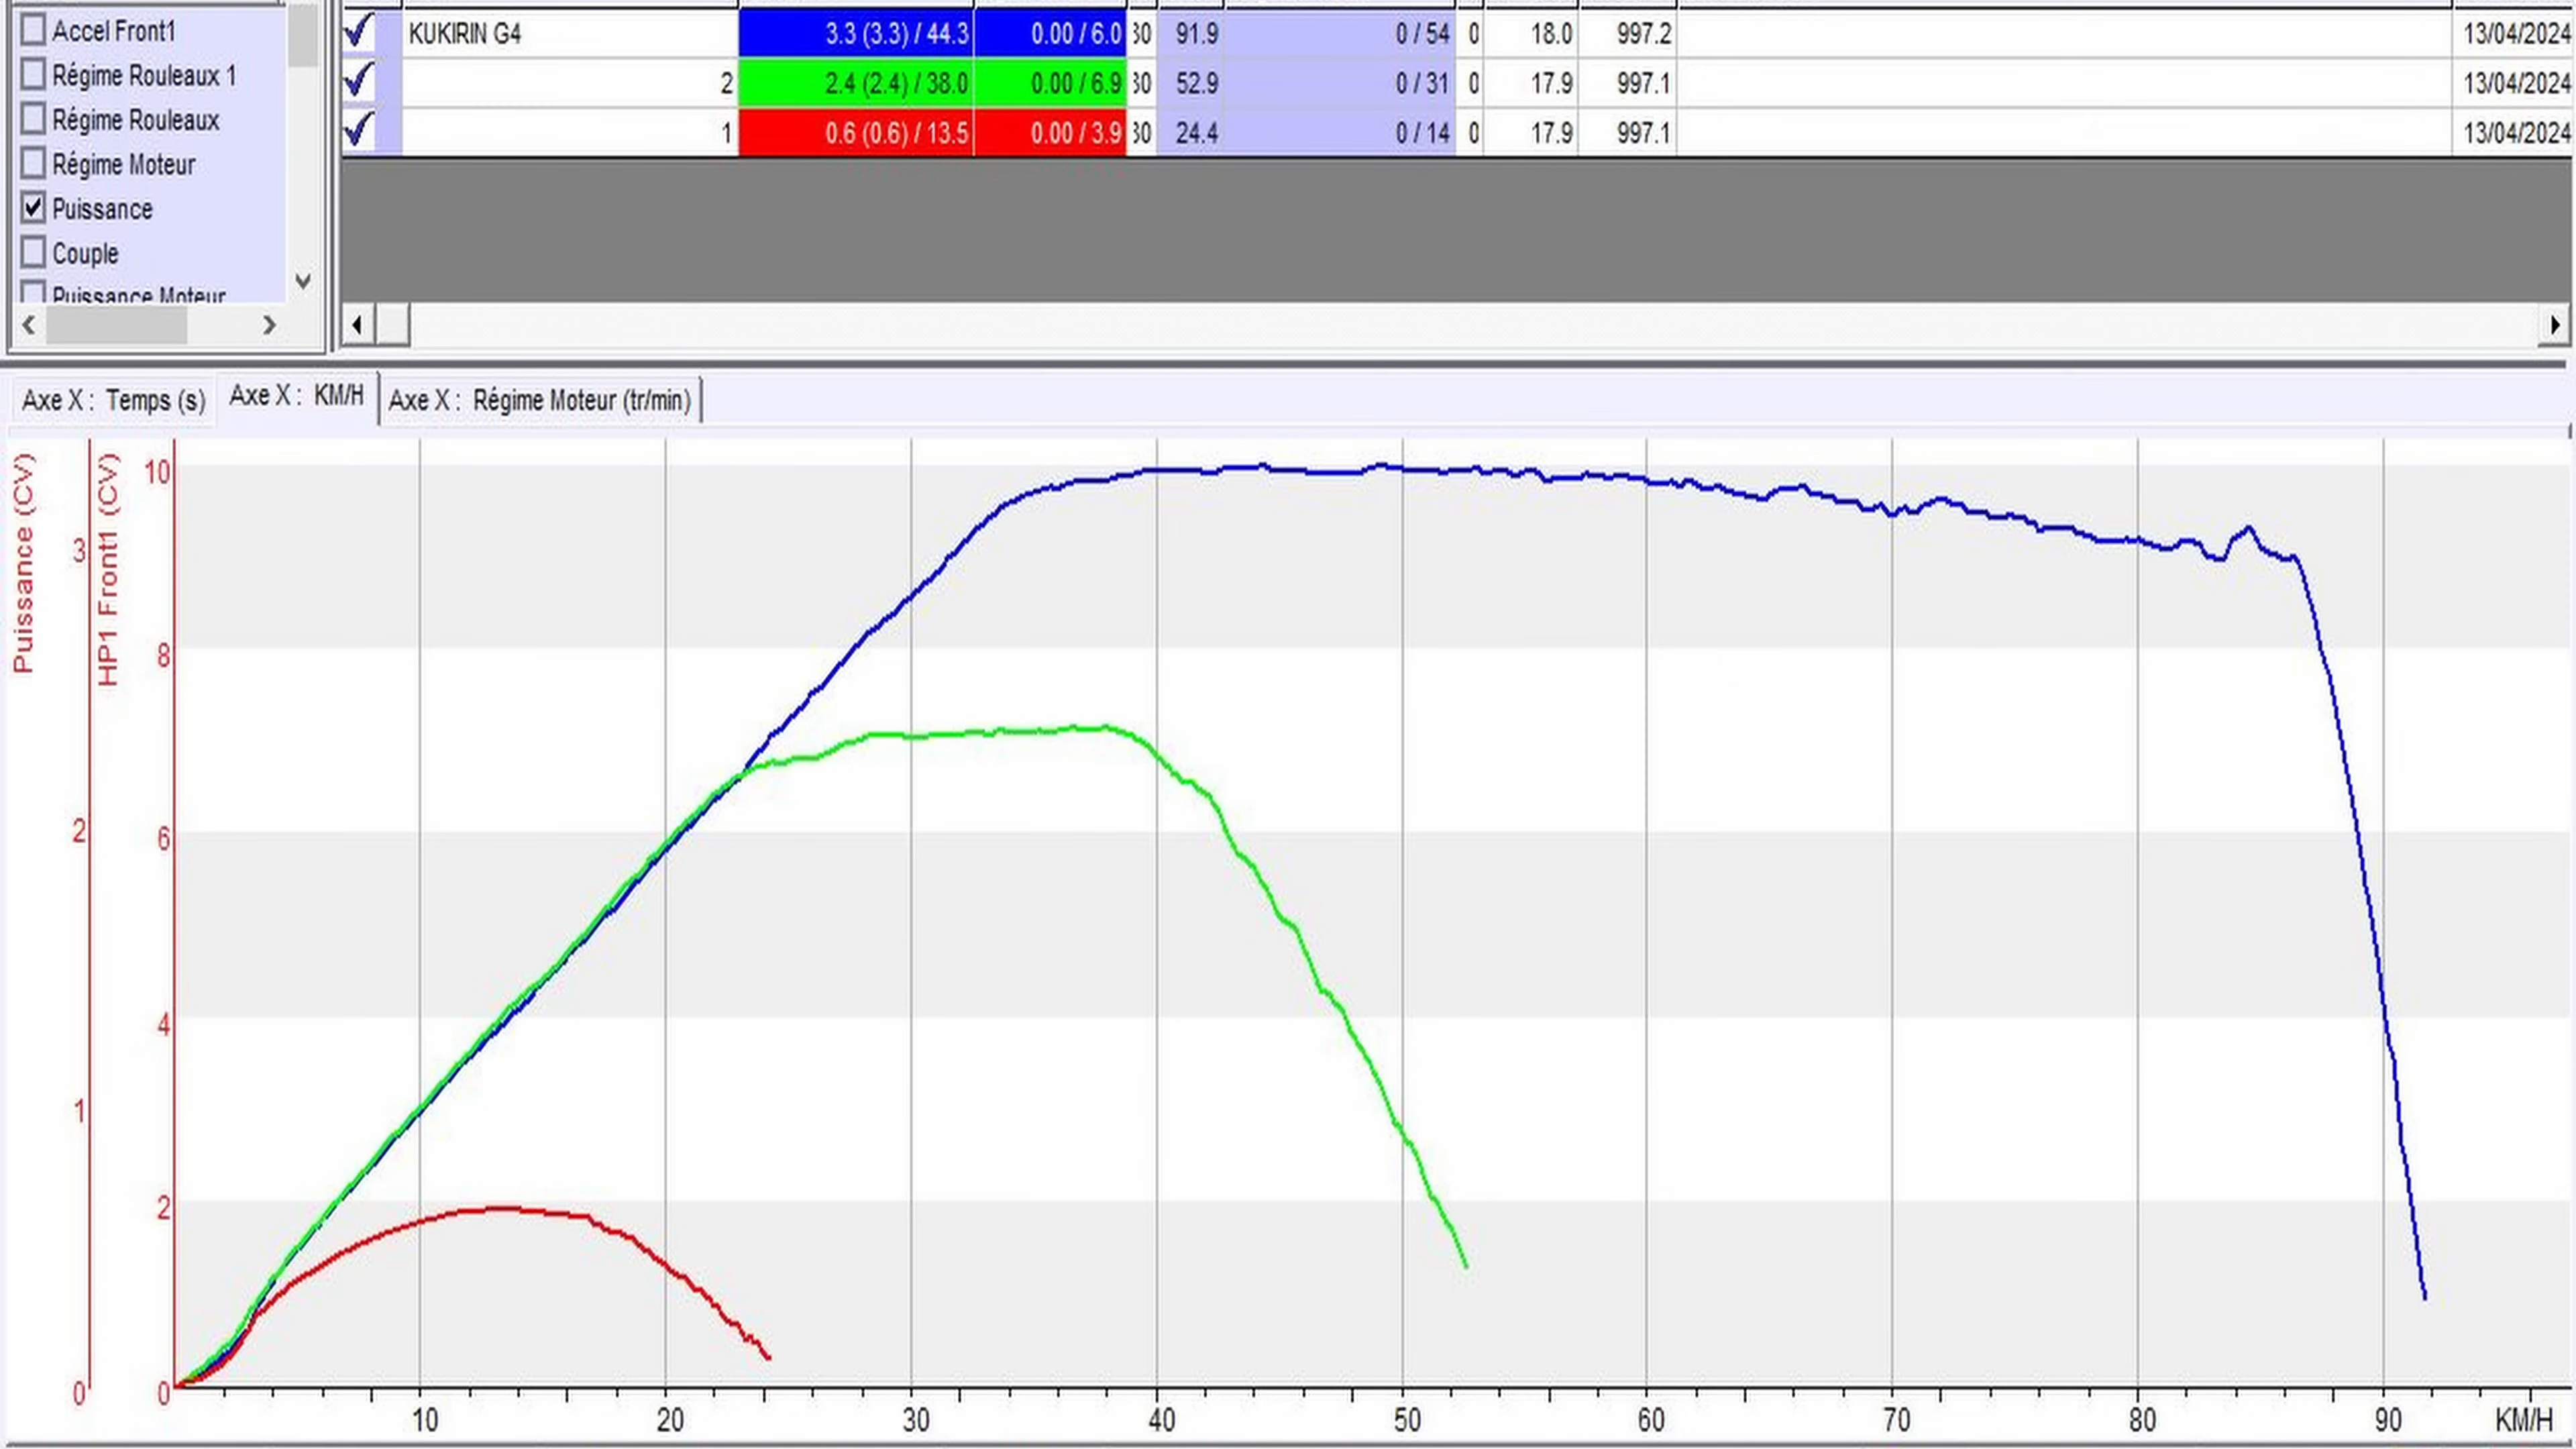 Accel Front1
Régime Rouleaux 1
Régime Rouleaux
Régime Moteur
Puissance
Couple
Puissance Moteur
KUKIRIN G4 3.3 (3.3) / 44.3 0.00 / 6.0 30 91.9 0 / 54 0 18.0 997.2 13/04/2024
2 2.4 (2.4) / 38.0 0.00 / 6.9 30 52.9 0 / 31 0 17.9 997.1 13/04/2024
1 0.6 (0.6) / 13.5 0.00 / 3.9 30 24.4 0 / 14 0 17.9 997.1 13/04/2024
Axe X : Temps (s) Axe X : KM/H Axe X : Régime Moteur (tr/min)
Puissance (CV)
3
2
1
0
HP1 Front1 (CV)
10
8
6
4
2
0
10 20 30 40 50 60 70 80 90 KM/H